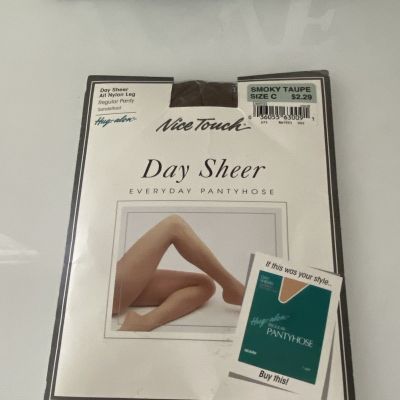 Day Sheer
All Nylon Leg
Regular Panty
Sandalfoot
Hug-alon
SMOKY TAUPE
SIZE C $2.29
Nice Touch
Day Sheer
EVERYDAY PANTYHOSE
If this was your style...
Hug-alon
REGULAR
PANTYHOSE
Buy this!